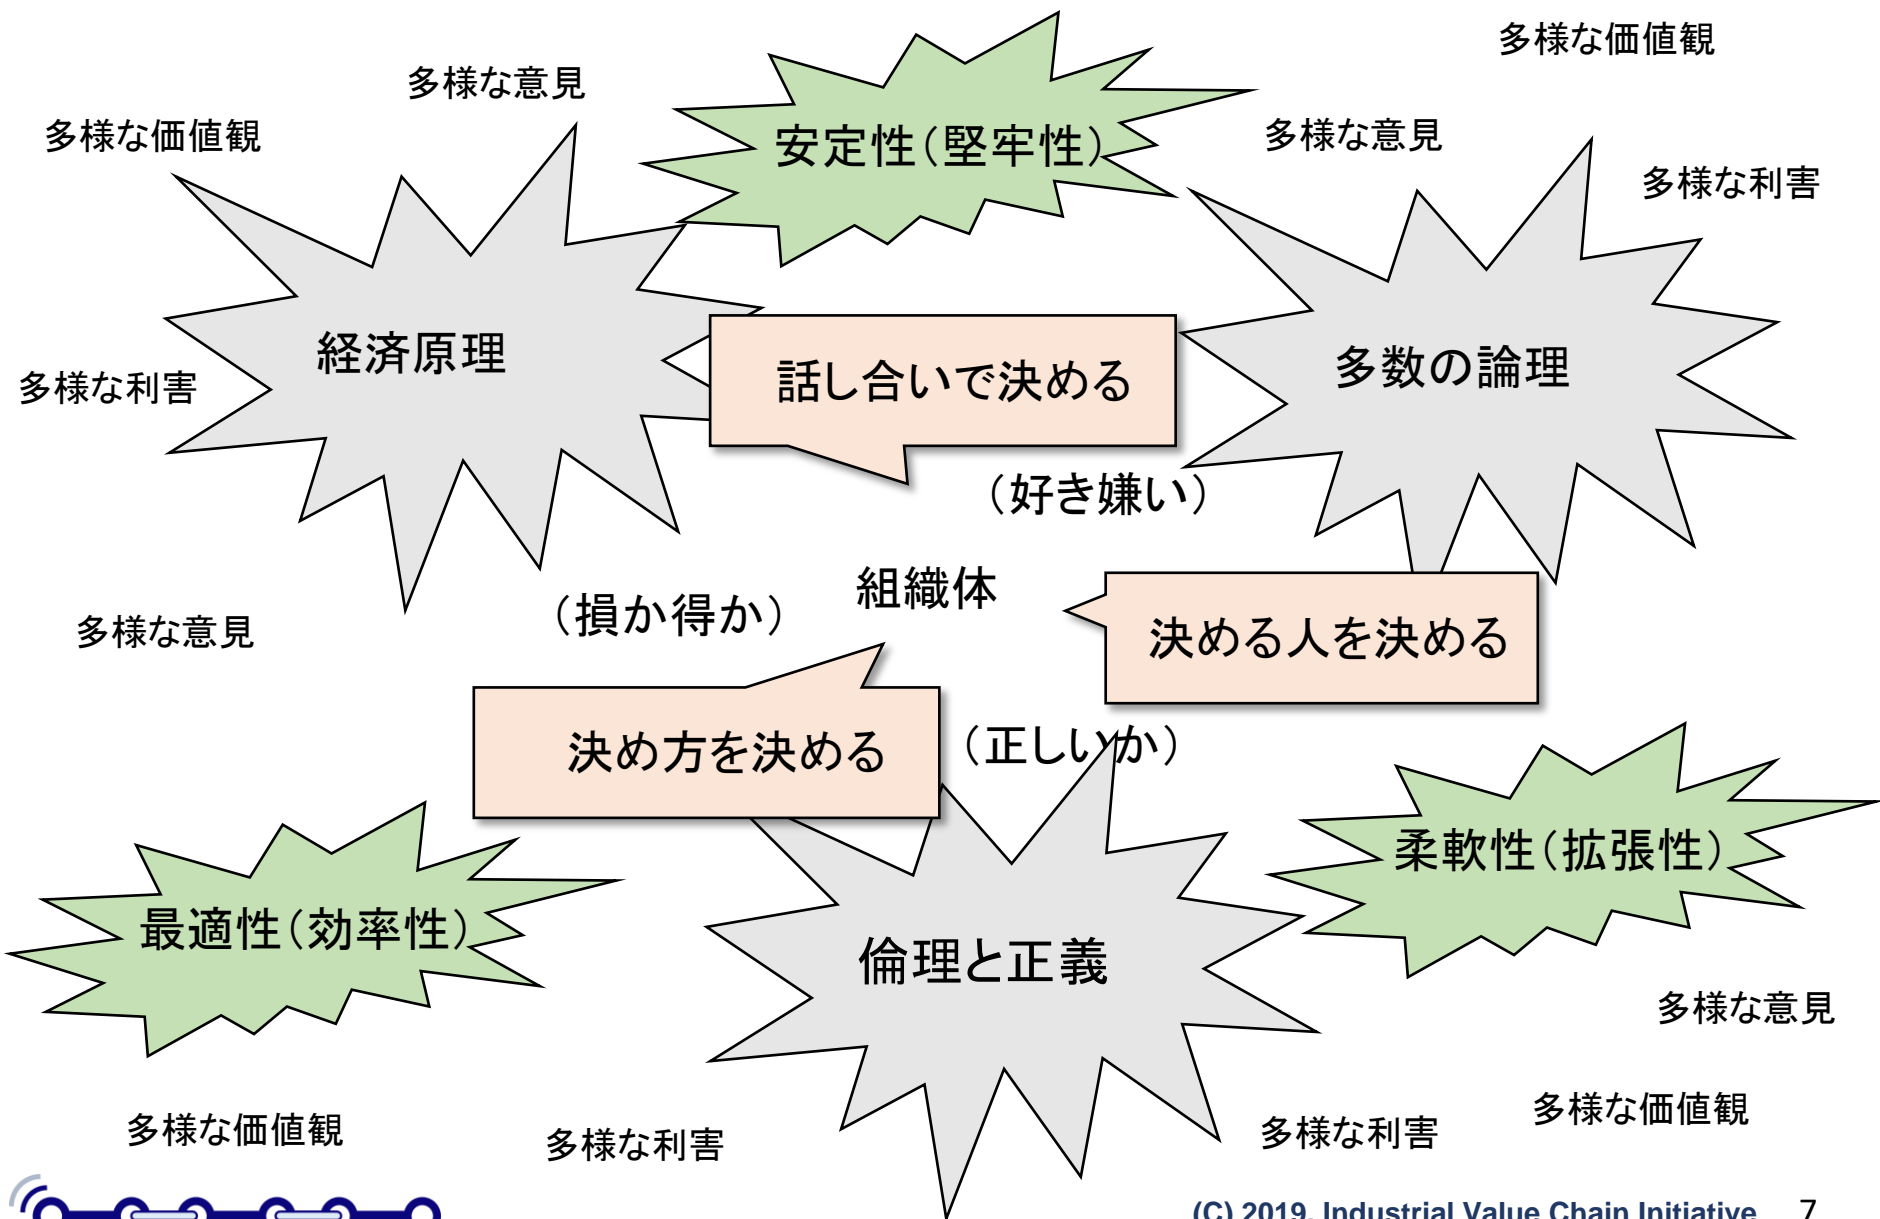 多様な価値観
多様な意見
安定性（堅牢性）
多様な価値観
多様な意見
多様な利害
経済原理
話し合いで決める
多数の論理
多様な利害
（好き嫌い）
組織体
（損か得か）
多様な意見
決める人を決める
決め方を決める
（正しいか）
柔軟性（拡張性）
最適性（効率性）
倫理と正義
多様な意見
多様な価値観
多様な価値観
多様な利害
多様な利害
(C) 2019. Industrial Value Chain Initiative 7